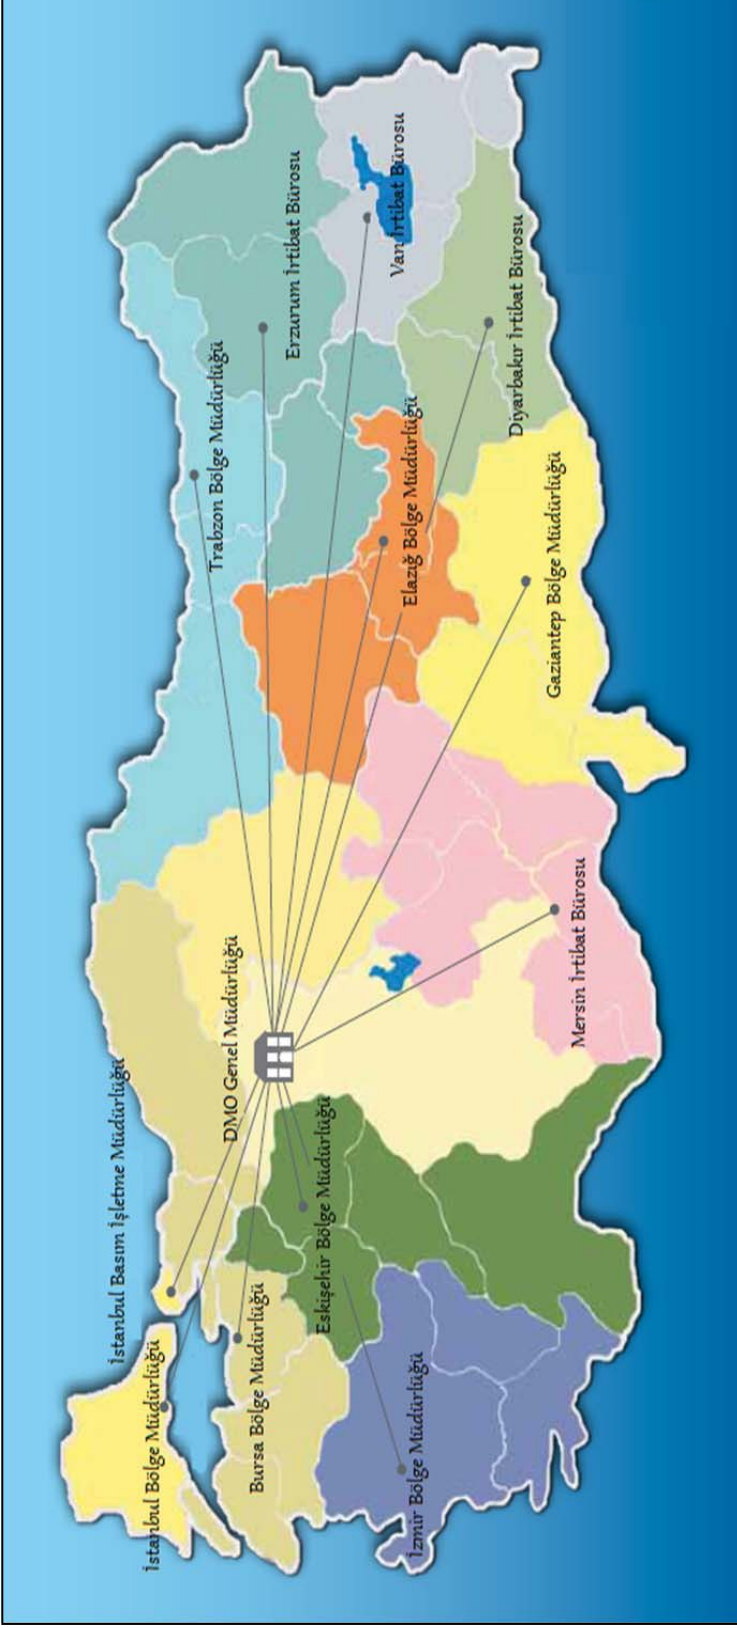 İstanbul Basım İşletme Müdürlüğü
İstanbul Bölge Müdürlüğü
DMO Genel Müdürlüğü
Trabzon Bölge Müdürlüğü
Bursa Bölge Müdürlüğü
Erzurum İrtibat Bürosu
Eskişehir Bölge Müdürlüğü
Van İrtibat Bürosu
Elazığ Bölge Müdürlüğü
İzmir Bölge Müdürlüğü
Diyarbakır İrtibat Bürosu
Gaziantep Bölge Müdürlüğü
Mersin İrtibat Bürosu